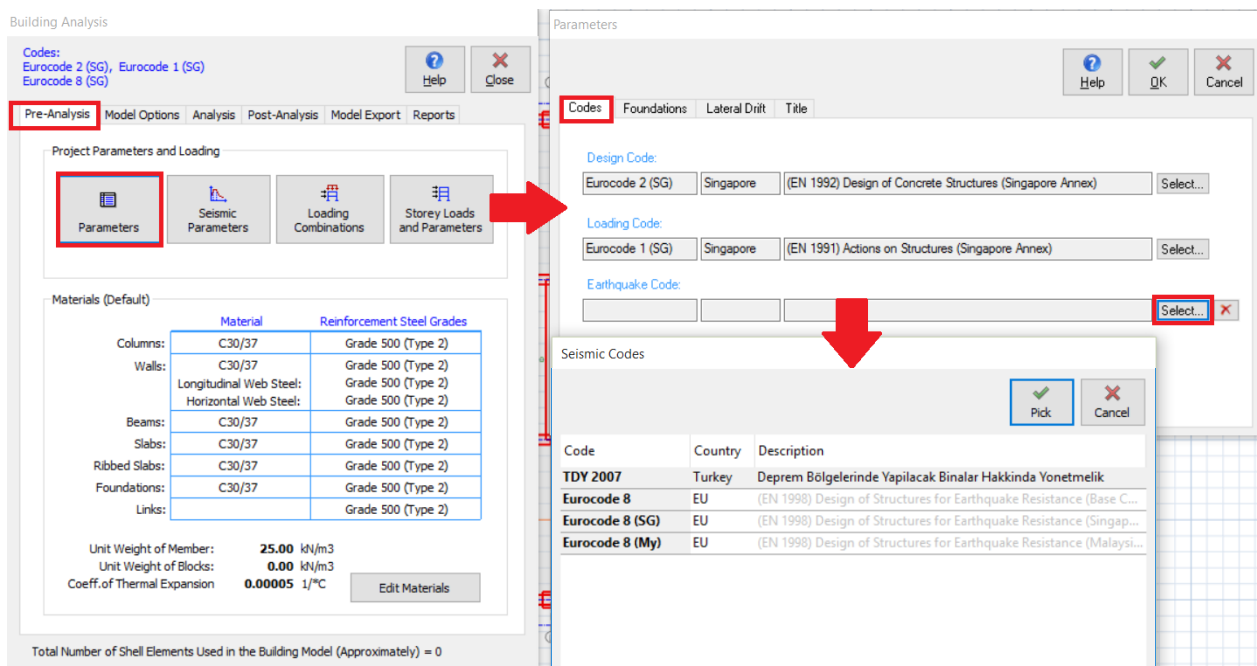 Building Analysis
Codes:
Eurocode 2 (SG), Eurocode 1 (SG)
Eurocode 8 (SG)
Help
Close
Pre-Analysis Model Options Analysis Post-Analysis Model Export Reports
Project Parameters and Loading
Parameters
Seismic
Parameters
Loading
Combinations
Storey Loads
and Parameters
Materials (Default)
Material Reinforcement Steel Grades
Columns: C30/37 Grade 500 (Type 2)
Walls: C30/37 Grade 500 (Type 2)
Longitudinal Web Steel: Grade 500 (Type 2)
Horizontal Web Steel: Grade 500 (Type 2)
Beams: C30/37 Grade 500 (Type 2)
Slabs: C30/37 Grade 500 (Type 2)
Ribbed Slabs: C30/37 Grade 500 (Type 2)
Foundations: C30/37 Grade 500 (Type 2)
Links: Grade 500 (Type 2)
Unit Weight of Member: 25.00 kN/m3
Unit Weight of Blocks: 0.00 kN/m3
Coeff.of Thermal Expansion 0.00005 1/°C
Edit Materials
Total Number of Shell Elements Used in the Building Model (Approximately) = 0
Parameters
Help
OK
Cancel
Codes Foundations Lateral Drift Title
Design Code:
Eurocode 2 (SG) Singapore (EN 1992) Design of Concrete Structures (Singapore Annex) Select...
Loading Code:
Eurocode 1 (SG) Singapore (EN 1991) Actions on Structures (Singapore Annex) Select...
Earthquake Code:
Select...
Seismic Codes
Pick
Cancel
Code Country Description
TDY 2007 Turkey Deprem Bölgelerinde Yapilacak Binalar Hakkinda Yonetmelik
Eurocode 8 EU (EN 1998) Design of Structures for Earthquake Resistance (Base C...
Eurocode 8 (SG) EU (EN 1998) Design of Structures for Earthquake Resistance (Singap...
Eurocode 8 (My) EU (EN 1998) Design of Structures for Earthquake Resistance (Malaysi...